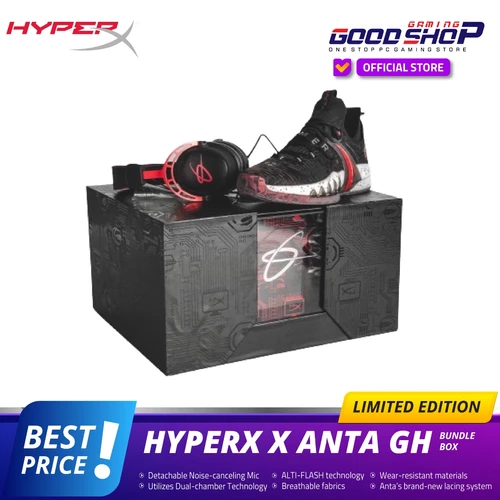 HYPERX
GAMING
GOODSHOP
ONE STOP PC GAMING STORE
OFFICIAL STORE
LIMITED EDITION
BEST
PRICE!
HYPERX X ANTA GH BUNDLE
BOX
• Detachable Noise-canceling Mic
• Utilizes Dual-chamber Technology
• ALTI-FLASH technology
• Breathable fabrics
• Wear-resistant materials
• Anta's brand-new lacing system